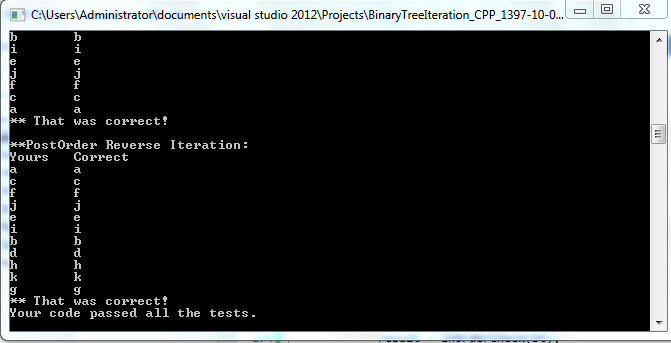 C:\Users\Administrator\documents\visual studio 2012\Projects\BinaryTreeIteration_CPP_1397-10-0...
b b
i i
e e
j j
f f
c c
a a
** That was correct!
**PostOrder Reverse Iteration:
Yours Correct
a a
c c
f f
j j
e e
i i
b b
d d
h h
k k
g g
** That was correct!
Your code passed all the tests.